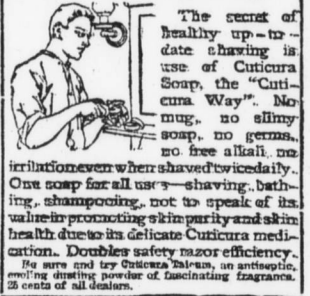 The secret of
healthy up-to-
date shaving is
use of Cuticura
Soap, the "Cuti-
cura Way". No
mug, no slimy
soap, no germs,
no free alkali, no
irritation even when shaved twice daily.
One soap for all uses—shaving, bath-
ing, shampooing, not to speak of its
value in promoting skin purity and skin
health due to its delicate Cuticura medi-
cation. Doubles safety razor efficiency.
Be sure and try Cuticura Talcum, an antiseptic,
cooling dusting powder of fascinating fragrance.
25 cents of all dealers.